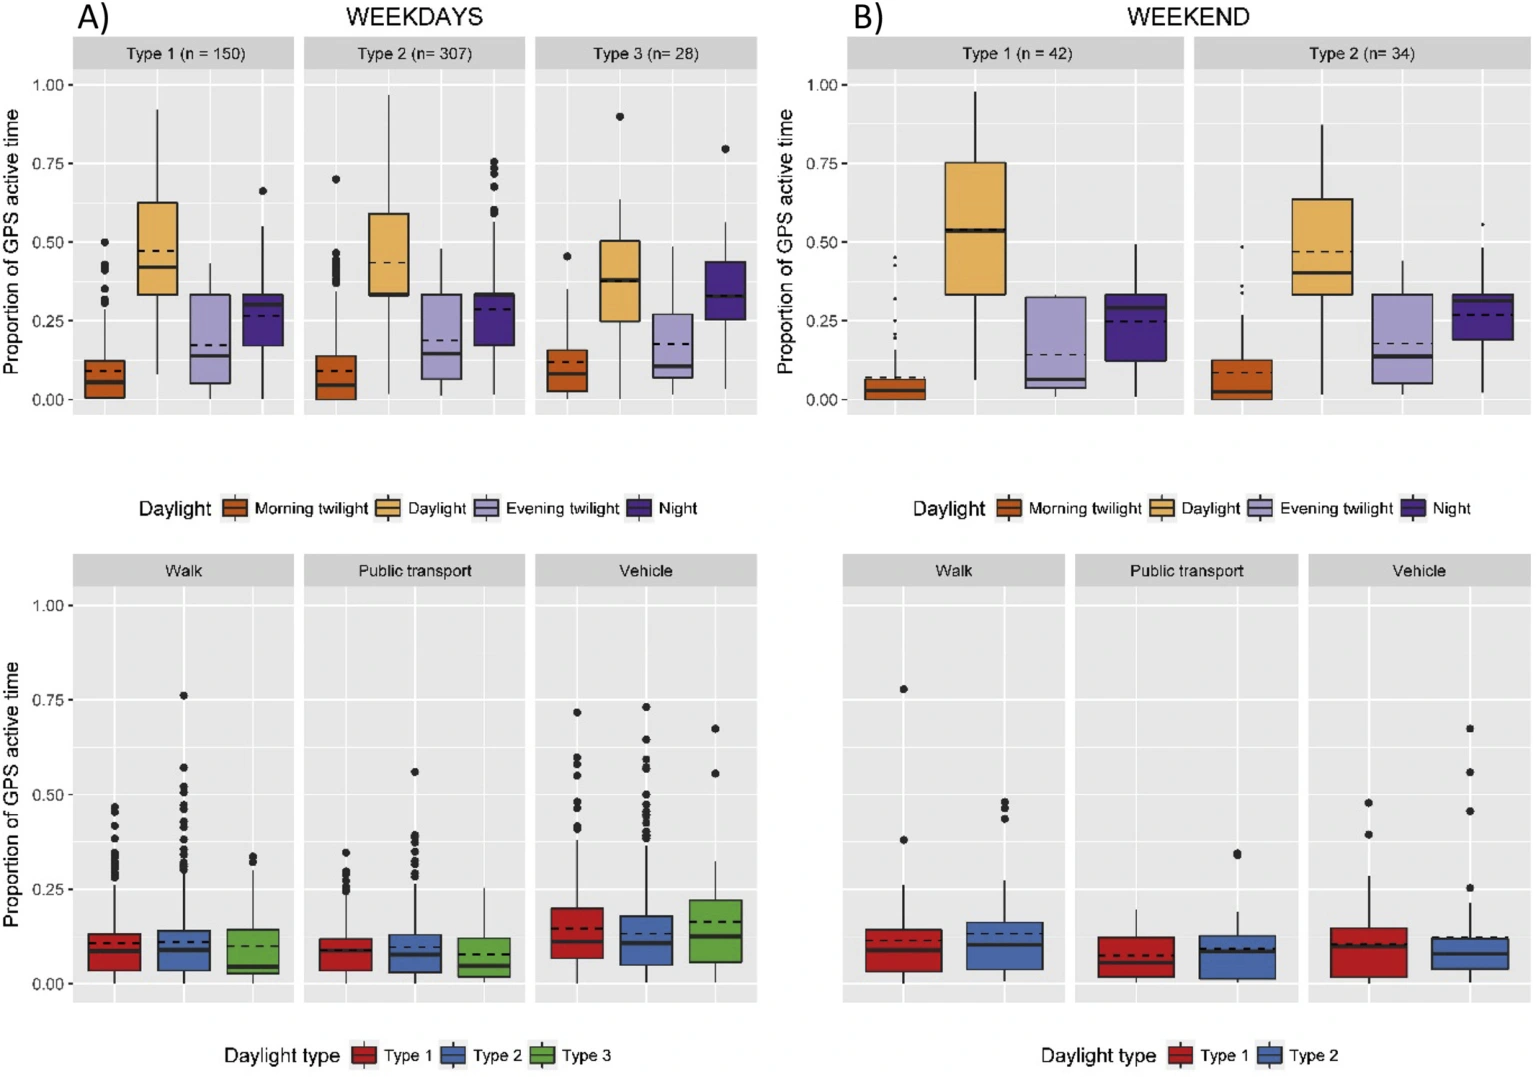 A) WEEKDAYS
Type 1 (n = 150) Type 2 (n= 307) Type 3 (n= 28)
Proportion of GPS active time
1.00
0.75
0.50
0.25
0.00
Daylight Morning twilight Daylight Evening twilight Night
Walk Public transport Vehicle
Proportion of GPS active time
1.00
0.75
0.50
0.25
0.00
Daylight type Type 1 Type 2 Type 3
B) WEEKEND
Type 1 (n = 42) Type 2 (n= 34)
Proportion of GPS active time
1.00
0.75
0.50
0.25
0.00
Daylight Morning twilight Daylight Evening twilight Night
Walk Public transport Vehicle
Daylight type Type 1 Type 2